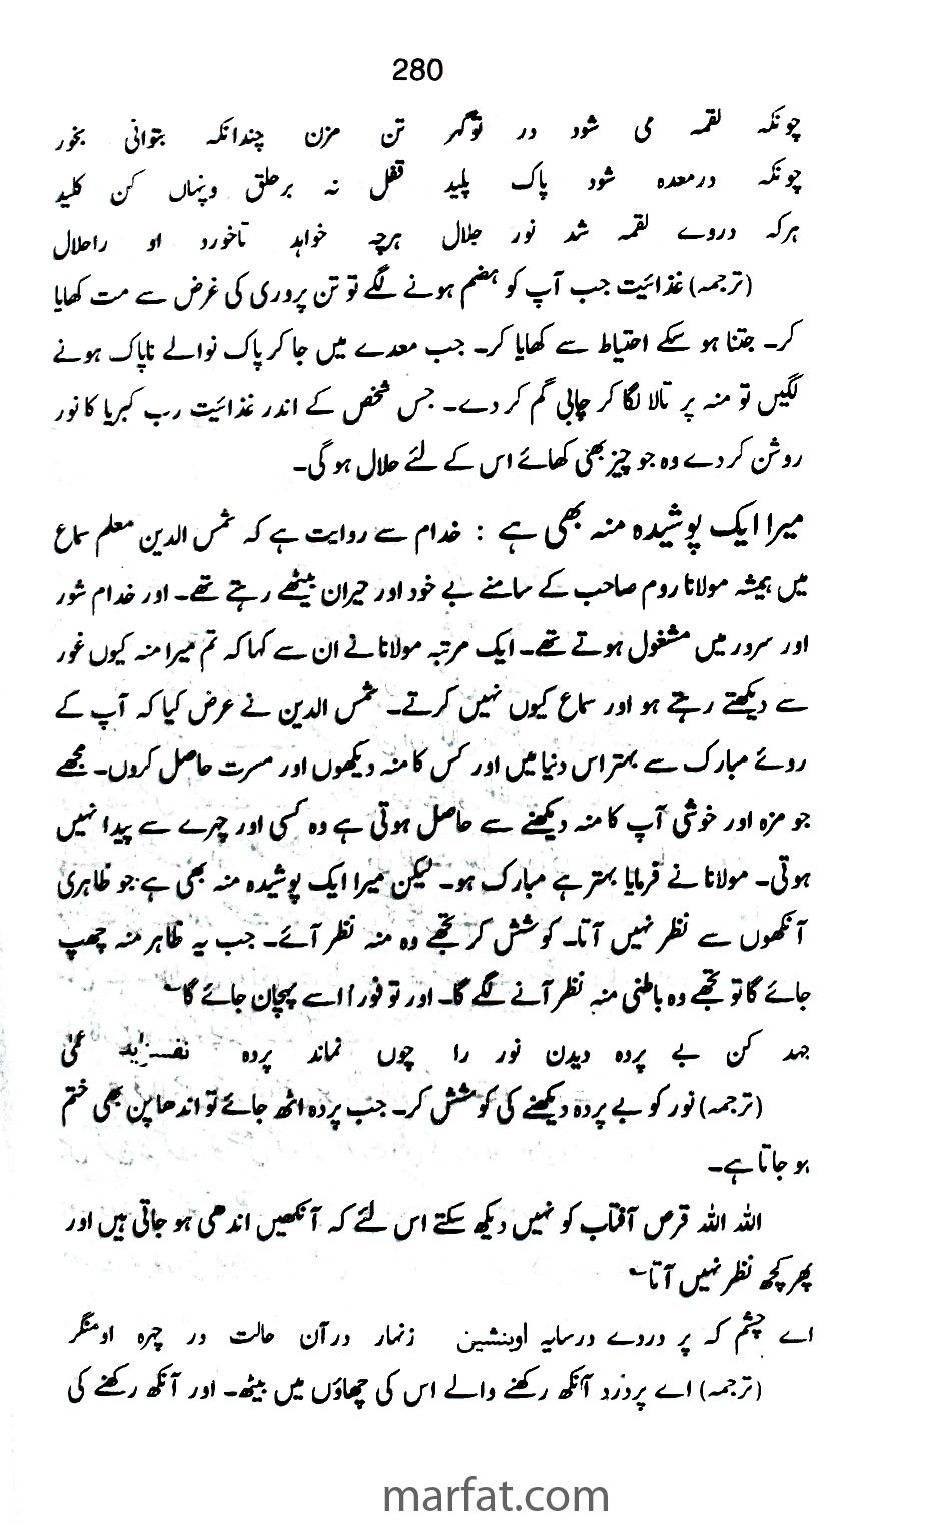 280
چونکہ لقمہ می شود در تو گہر تن مزن چندانکہ بتوانی بخور
چونکہ درمعدہ شود پاک پلید قفل نہ برحلق وپنہاں کن کلید
ہرکہ دروے لقمہ شد نور جلال ہرچہ خواہد تاخورد او راحلال
(ترجمہ) غذائیت جب آپ کو ہضم ہونے لگے تو تن پروری کی غرض سے مت کھایا
کر۔ جتنا ہو سکے احتیاط سے کھایا کر۔ جب معدے میں جا کر پاک نوالے ناپاک ہونے
لگیں تو منہ پر تالا لگا کر چابی گم کر دے۔ جس شخص کے اندر غذائیت رب کبریا کا نور
روشن کر دے وہ جو چیز بھی کھائے اس کے لئے حلال ہو گی۔
میرا ایک پوشیدہ منہ بھی ہے : خدام سے روایت ہے کہ شمس الدین معلم سماع
میں ہمیشہ مولانا روم صاحب کے سامنے بے خود اور حیران بیٹھے رہتے تھے۔ اور خدام شور
اور سرور میں مشغول ہوتے تھے۔ ایک مرتبہ مولانا نے ان سے کہا کہ تم میرا منہ کیوں غور
سے دیکھتے رہتے ہو اور سماع کیوں نہیں کرتے۔ شمس الدین نے عرض کیا کہ آپ کے
روئے مبارک سے بہتر اس دنیا میں اور کس کا منہ دیکھوں اور مسرت حاصل کروں۔ مجھے
جو مزہ اور خوشی آپ کا منہ دیکھنے سے حاصل ہوتی ہے وہ کسی اور چہرے سے پیدا نہیں
ہوتی۔ مولانا نے فرمایا بہتر ہے مبارک ہو۔ لیکن میرا ایک پوشیدہ منہ بھی ہے جو ظاہری
آنکھوں سے نظر نہیں آتا۔ کوشش کر تجھے وہ منہ نظر آئے۔ جب یہ ظاہر منہ چھپ
جائے گا تو تجھے وہ باطنی منہ نظر آنے لگے گا۔ اور تو فوراً اسے پہچان جائے گا
جہد کن بے پردہ دیدن نور را چوں نماند پردہ
(ترجمہ) نور کو بے پردہ دیکھنے کی کوشش کر۔ جب پردہ اٹھ جائے تو اندھا پن بھی ختم
ہو جاتا ہے۔
اللہ اللہ قرص آفتاب کو نہیں دیکھ سکتے اس لئے کہ آنکھیں اندھی ہو جاتی ہیں اور
پھر کچھ نظر نہیں آتا
اے چشم کہ پر دردے درسایہ اوبنشین زنہار درآن حالت در چہرہ اومنگر
(ترجمہ) اے پر درد آنکھ رکھنے والے اس کی چھاؤں میں بیٹھ۔ اور آنکھ رکھنے کی
marfat.com